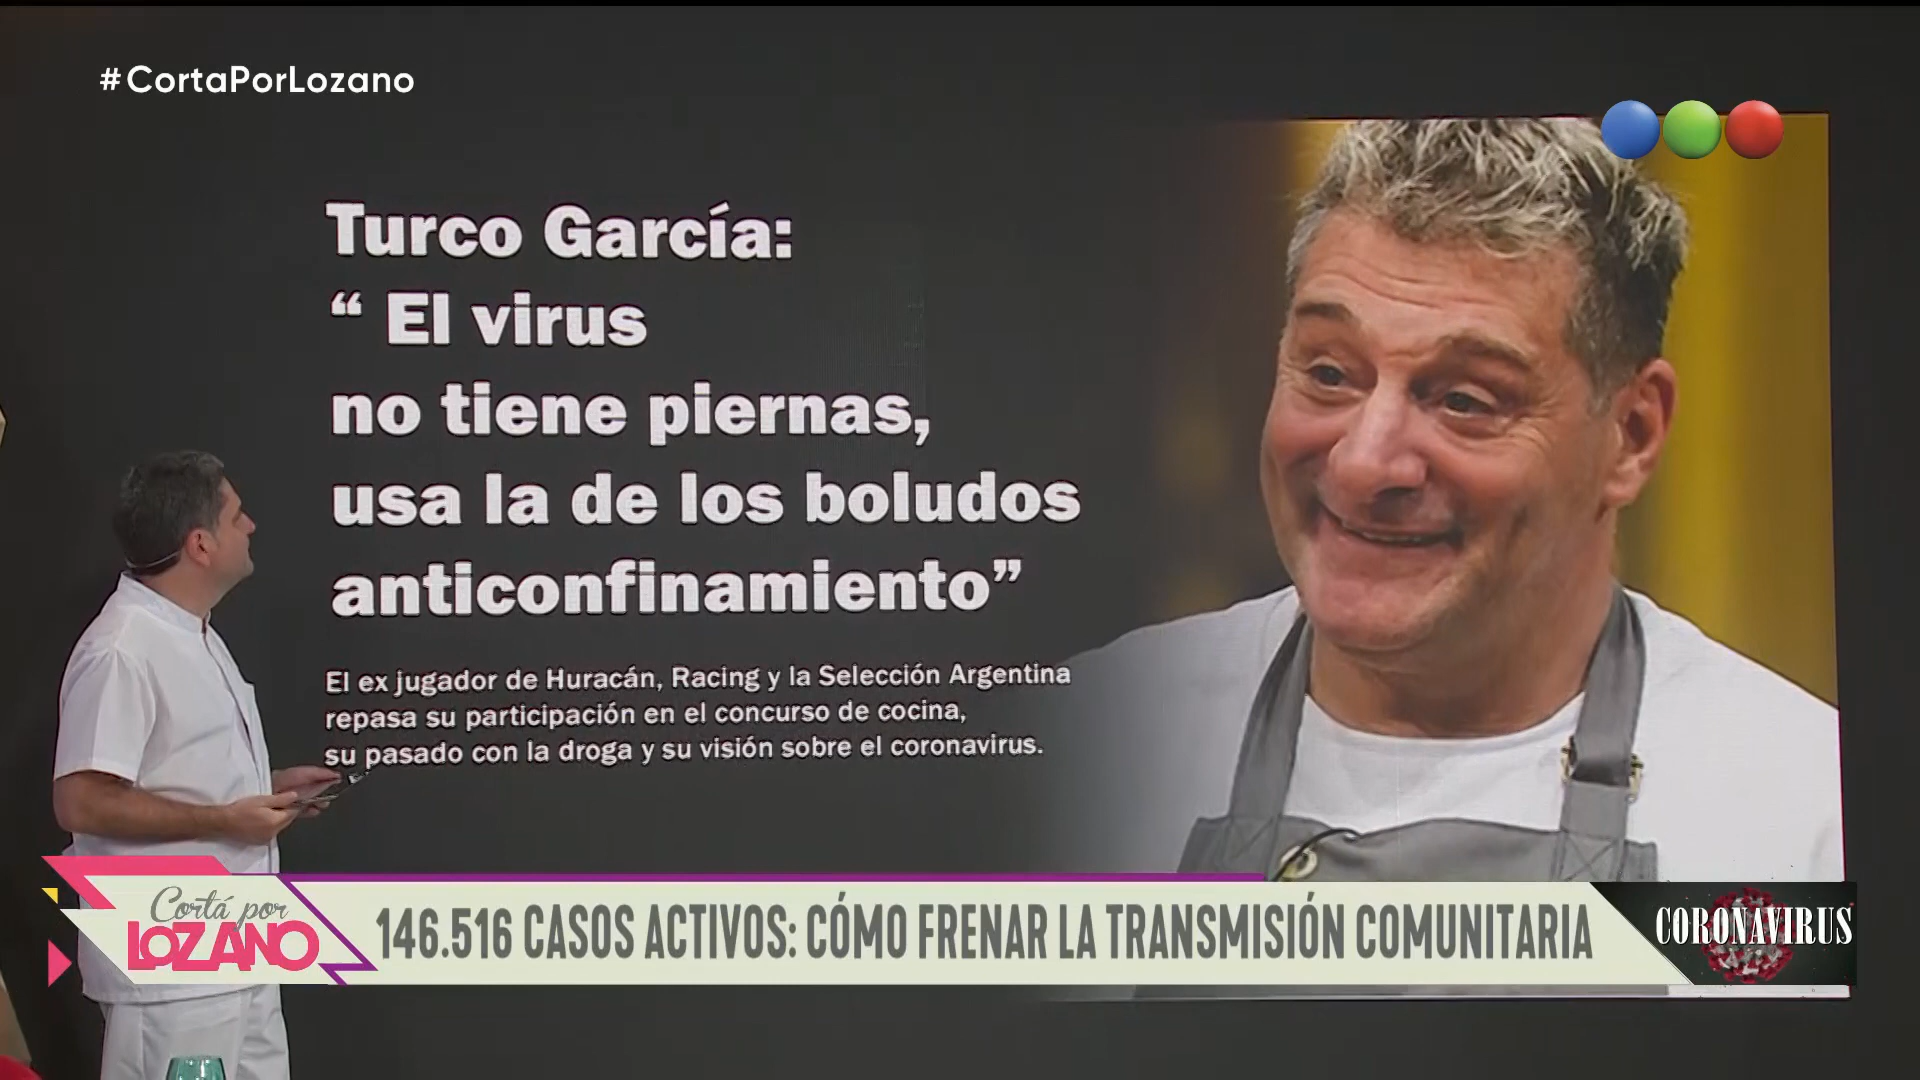 #CortaPorLozano
Turco García:
“ El virus
no tiene piernas,
usa la de los boludos
anticonfinamiento”
El ex jugador de Huracán, Racing y la Selección Argentina
repasa su participación en el concurso de cocina,
su pasado con la droga y su visión sobre el coronavirus.
Cortá por
LOZANO
146.516 CASOS ACTIVOS: CÓMO FRENAR LA TRANSMISIÓN COMUNITARIA
CORONAVIRUS